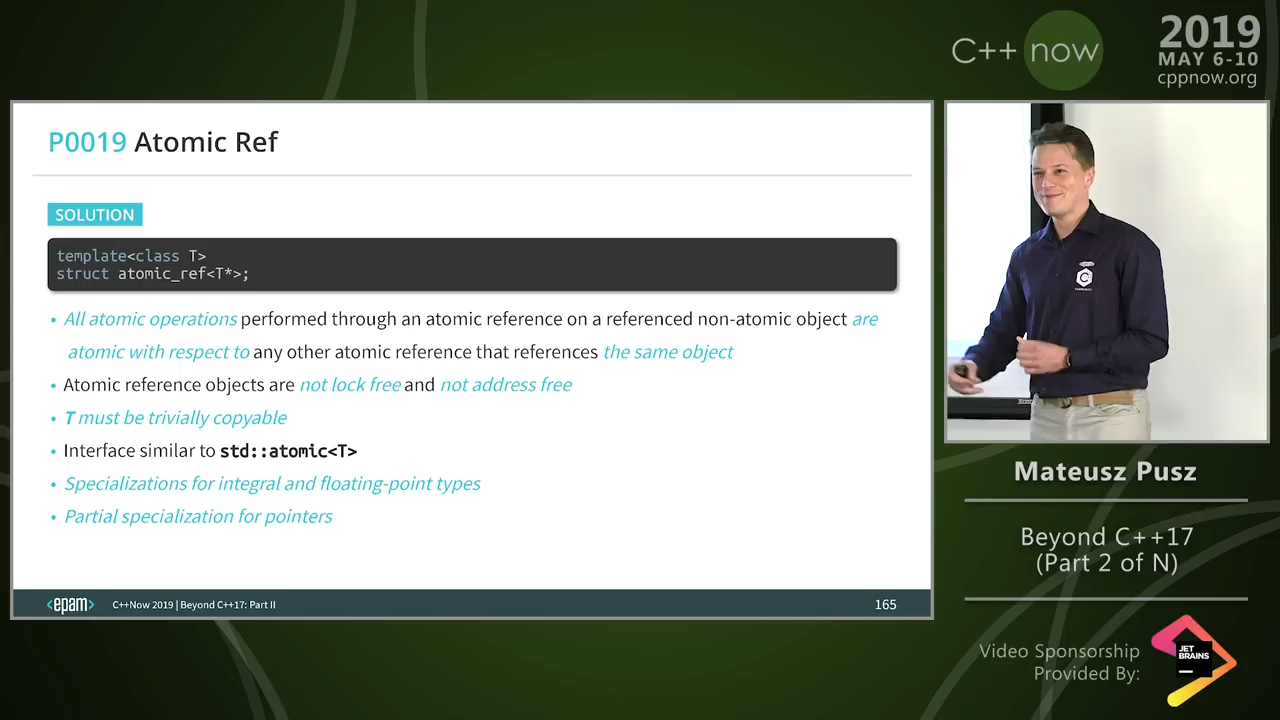 C++ now
2019
MAY 6-10
cppnow.org
P0019 Atomic Ref
SOLUTION
template<class T>
struct atomic_ref<T*>;
• All atomic operations performed through an atomic reference on a referenced non-atomic object are
atomic with respect to any other atomic reference that references the same object
• Atomic reference objects are not lock free and not address free
• T must be trivially copyable
• Interface similar to std::atomic<T>
• Specializations for integral and floating-point types
• Partial specialization for pointers
<epam> C++Now 2019 | Beyond C++17: Part II 165
Mateusz Pusz
Beyond C++17
(Part 2 of N)
Video Sponsorship
Provided By:
JET
BRAINS